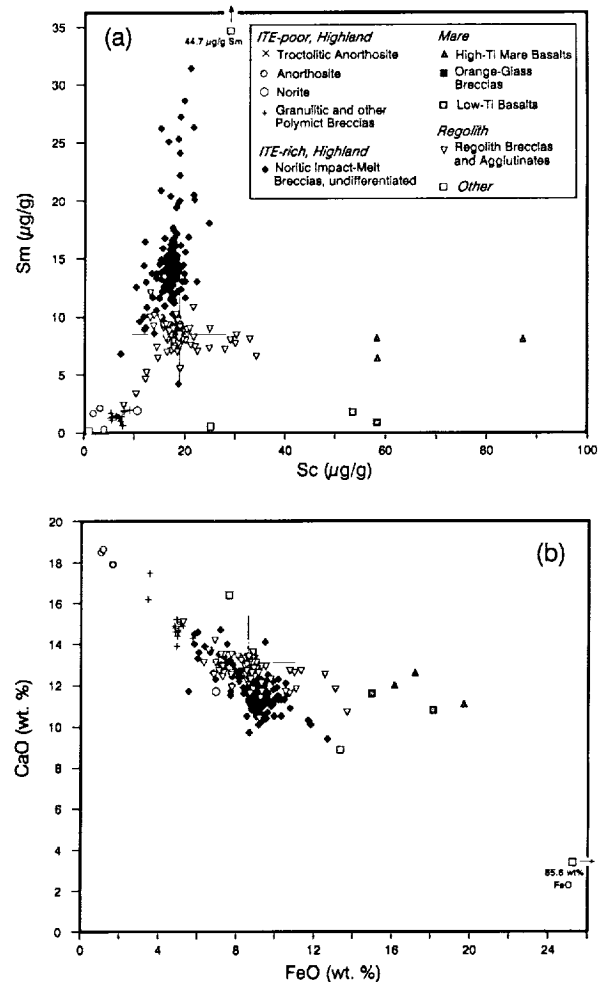 (a)
44.7 µg/g Sm
ITE-poor, Highland
Troctolitic Anorthosite
Anorthosite
Norite
Granulitic and other
Polymict Breccias
ITE-rich, Highland
Noritic Impact-Melt
Breccias, undifferentiated
Mare
High-Ti Mare Basalts
Orange-Glass
Breccias
Low-Ti Basalts
Regolith
Regolith Breccias
and Agglutinates
Other
35
30
25
20
15
10
5
0
Sm (µg/g)
0 20 40 60 80 100
Sc (µg/g)
(b)
20
18
16
14
12
10
8
6
4
2
0
CaO (wt. %)
85.6 wt%
FeO
0 4 8 12 16 20 24
FeO (wt. %)